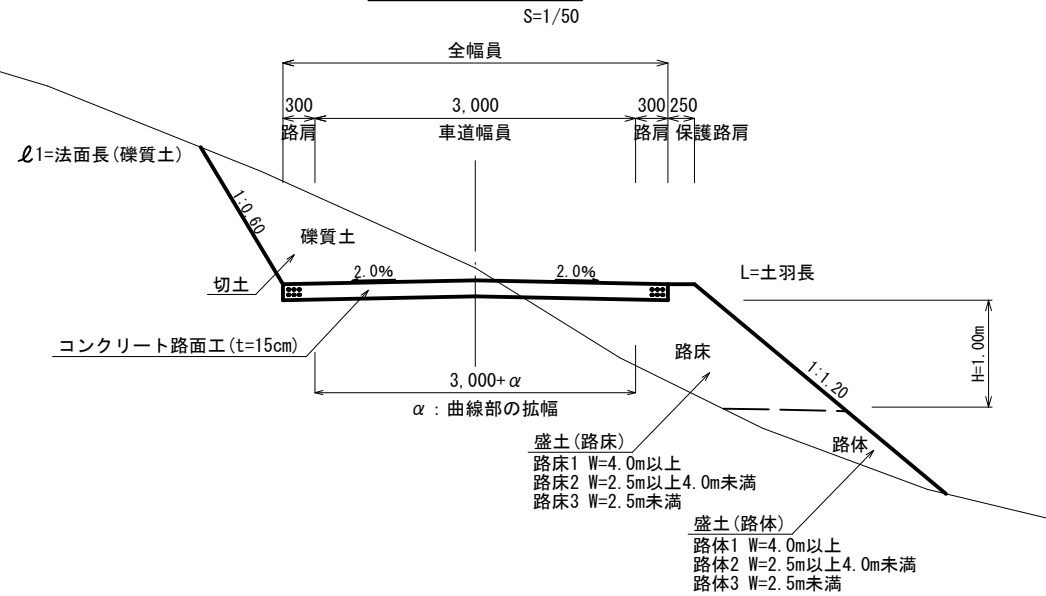 S=1/50
全幅員
300
3,000
300
250
路肩
車道幅員
路肩
保護路肩
ℓ1=法面長(礫質土)
1:0.60
礫質土
2.0%
2.0%
切土
L=土羽長
コンクリート路面工(t=15cm)
路床
H=1.00m
1:1.20
3,000+α
α:曲線部の拡幅
盛土(路床)
路床1 W=4.0m以上
路床2 W=2.5m以上4.0m未満
路床3 W=2.5m未満
路体
盛土(路体)
路体1 W=4.0m以上
路体2 W=2.5m以上4.0m未満
路体3 W=2.5m未満